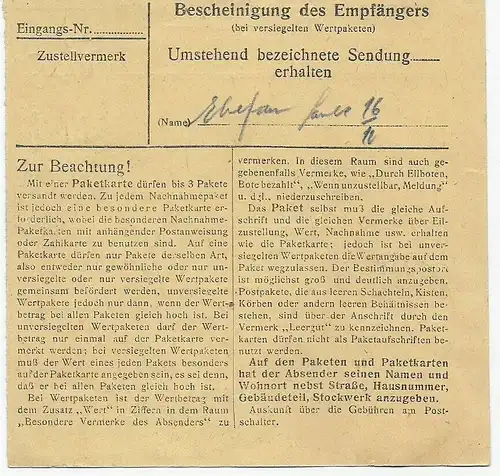 Bescheinigung des Empfängers
Eingangs-Nr.
(bei versiegelten Wertpaketen)
Zustellvermerk
Umstehend bezeichnete Sendung
erhalten
(Name)
16
Zur Beachtung!
Mit einer Paketkarte dürfen bis 3 Pakete
versandt werden. Zu jedem Nachnahmepaket
ist jedoch eine besondere Paketkarte er-
forderlich, wobei die besonderen Nachnahme-
Paketkarten mit anhängender Postanweisung
oder Zahlkarte zu benutzen sind. Auf eine
Paketkarte dürfen nur Pakete derselben Art,
also entweder nur gewöhnliche oder nur un-
versiegelte oder nur versiegelte Wertpakete
gemeinsam befördert werden, unversiegelte
Wertpakete jedoch nur dann, wenn der Wert-
betrag bei allen Paketen gleich hoch ist. Bei
unversiegelten Wertpaketen darf der Wert-
betrag nur einmal auf der Paketkarte ver-
merkt werden; bei versiegelten Wertpaketen
muß der Wert eines jeden Pakets besonders
auf der Paketkarte angegeben sein, es sei denn,
daß er bei allen Paketen gleich hoch ist.
Bei Wertpaketen ist der Wertbetrag mit
dem Zusatz „Wert" in Ziffern in dem Raum
„Besondere Vermerke des Absenders" zu
vermerken. In diesem Raum sind auch ge-
gebenenfalls Vermerke, wie „Durch Eilboten,
Bote bezahlt", „Wenn unzustellbar, Meldung"
u. dgl. niederzuschreiben.
Das Paket selbst muß die gleiche Auf-
schrift und die gleichen Vermerke über Eil-
zustellung, Wert, Nachnahme usw. erhalten
wie die Paketkarte; jedoch ist bei unver-
siegelten Wertpaketen die Wertangabe auf dem
Paket wegzulassen. Der Bestimmungspostort
ist möglichst groß und deutlich anzugeben.
Postpakete, die aus leeren Schachteln, Kisten,
Körben oder andern leeren Behältnissen be-
stehen, sind über der Anschrift durch den
Vermerk „Leergut" zu kennzeichnen. Paket-
karten dürfen nicht als Paketaufschriften be-
nutzt werden.
Auf den Paketen und Paketkarten
hat der Absender seinen Namen und
Wohnort nebst Straße, Hausnummer,
Gebäudeteil, Stockwerk anzugeben.
Auskunft über die Gebühren am Post-
schalter.